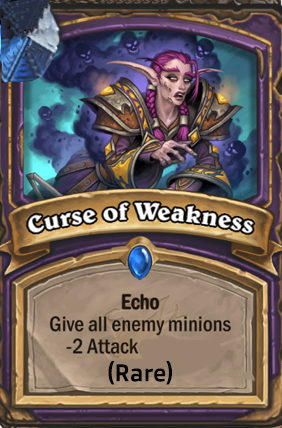 Curse of Weakness
Echo
Give all enemy minions
-2 Attack
(Rare)